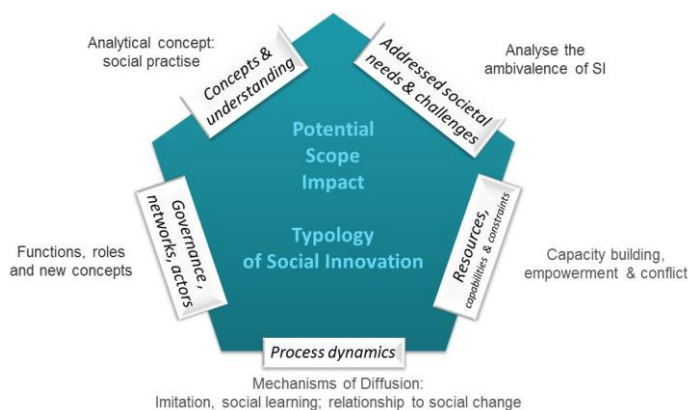 Analytical concept:
social practise
Concepts &
understanding
Addressed societal
needs & challenges
Analyse the
ambivalence of SI
Potential
Scope
Impact
Typology
of Social Innovation
Governance ,
networks, actors
Functions, roles
and new concepts
Resources,
capabilities & constraints
Capacity building,
empowerment & conflict
Process dynamics
Mechanisms of Diffusion:
Imitation, social learning; relationship to social change